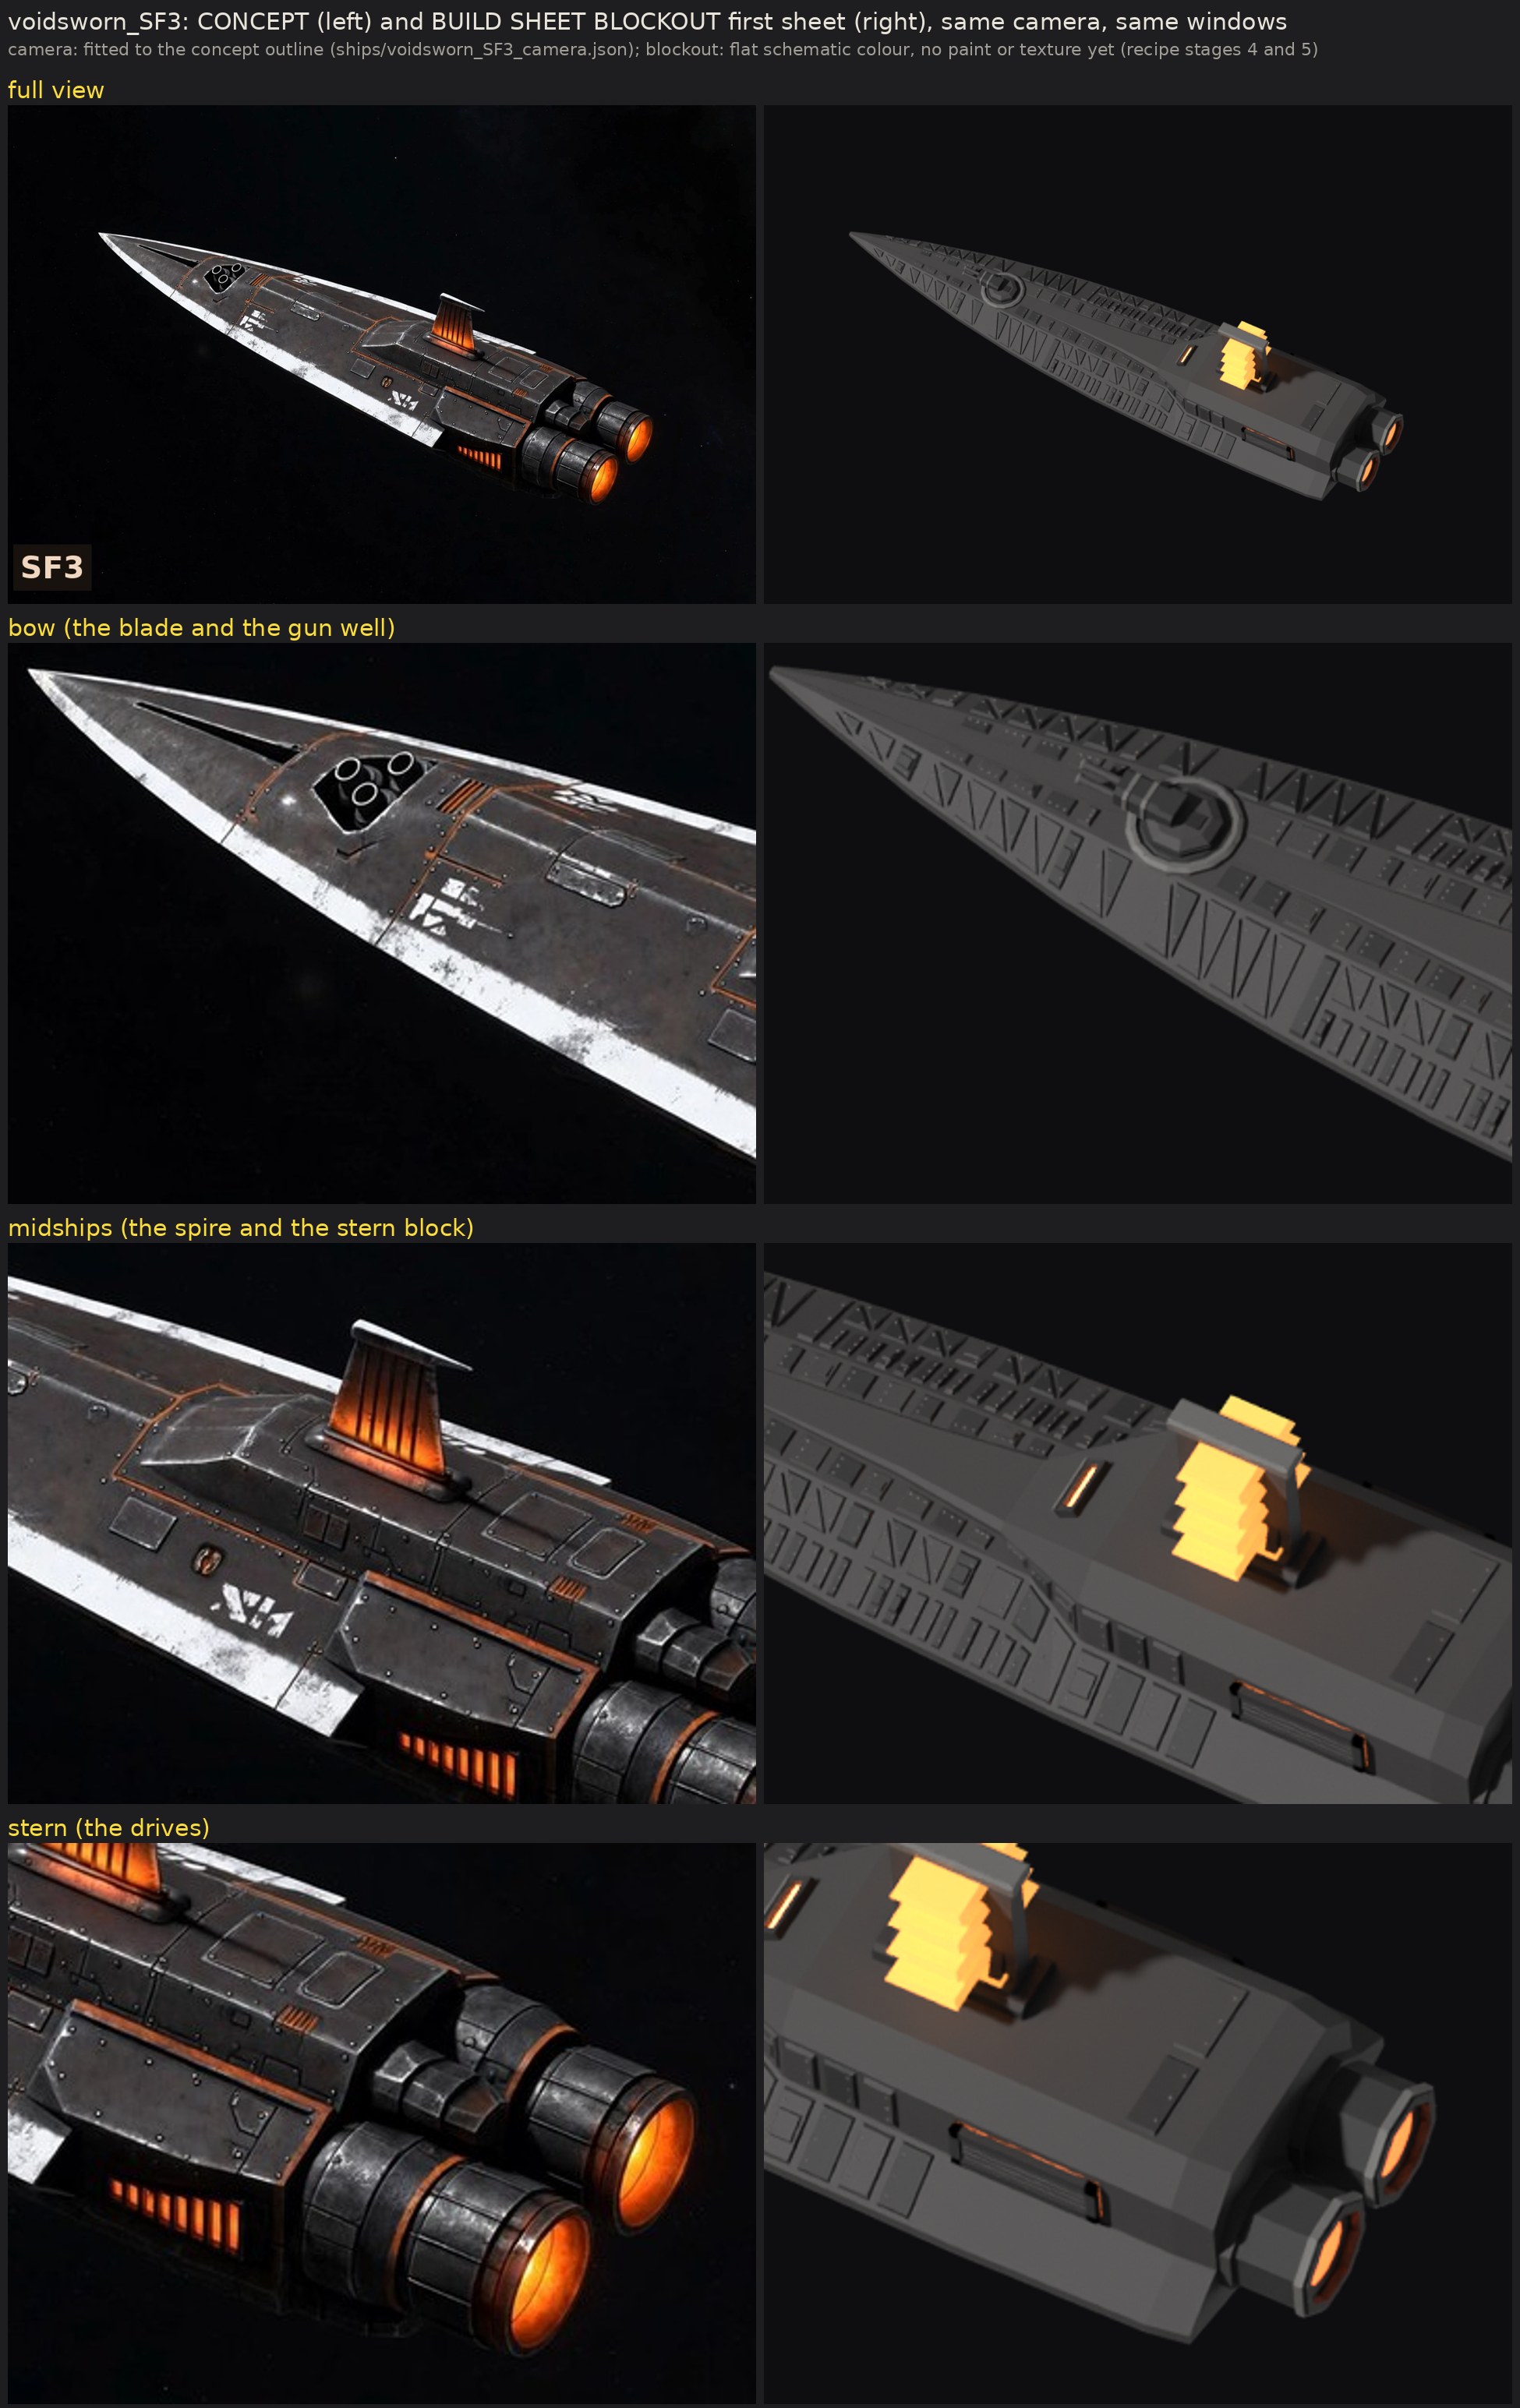 voidsworn_SF3: CONCEPT (left) and BUILD SHEET BLOCKOUT first sheet (right), same camera, same windows
camera: fitted to the concept outline (ships/voidsworn_SF3_camera.json); blockout: flat schematic colour, no paint or texture yet (recipe stages 4 and 5)
full view
SF3
bow (the blade and the gun well)
midships (the spire and the stern block)
stern (the drives)